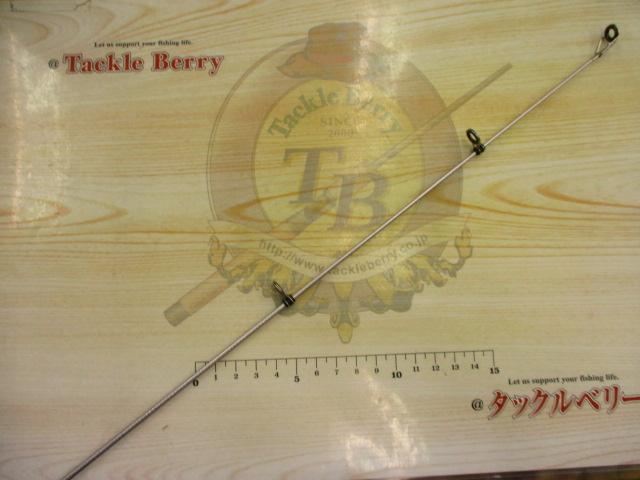 Let us support your fishing life.
@ Tackle Berry
Tackle Berry
SINCE
2000
TB
http://www.tackleberry.co.jp
0 1 2 3 4 5 6 7 8 9 10 11 12 13 14 15
Let us support your fishing life.
@ タックルベリー